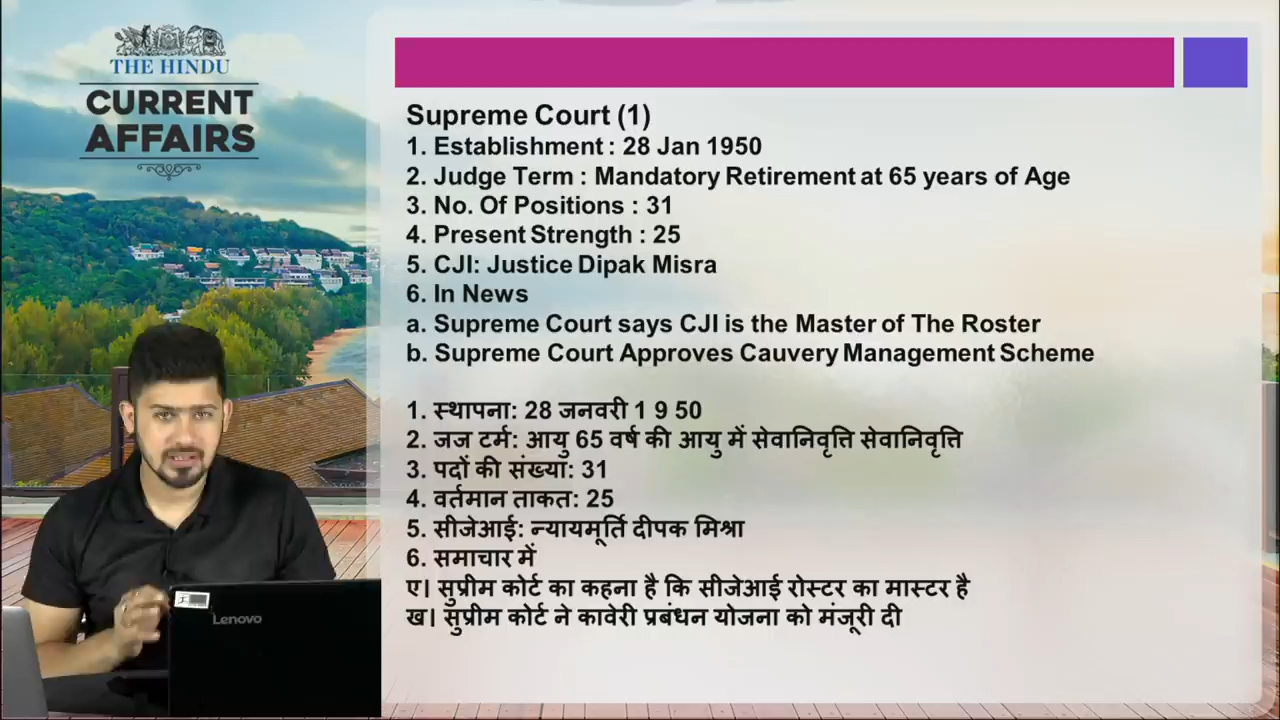 THE HINDU
CURRENT
AFFAIRS
Supreme Court (1)
1. Establishment : 28 Jan 1950
2. Judge Term : Mandatory Retirement at 65 years of Age
3. No. Of Positions : 31
4. Present Strength : 25
5. CJI: Justice Dipak Misra
6. In News
a. Supreme Court says CJI is the Master of The Roster
b. Supreme Court Approves Cauvery Management Scheme
1. स्थापना: 28 जनवरी 1 9 50
2. जज टर्म: आयु 65 वर्ष की आयु में सेवानिवृत्ति सेवानिवृत्ति
3. पदों की संख्या: 31
4. वर्तमान ताकत: 25
5. सीजेआई: न्यायमूर्ति दीपक मिश्रा
6. समाचार में
ए। सुप्रीम कोर्ट का कहना है कि सीजेआई रोस्टर का मास्टर है
ख। सुप्रीम कोर्ट ने कावेरी प्रबंधन योजना को मंजूरी दी
Lenovo